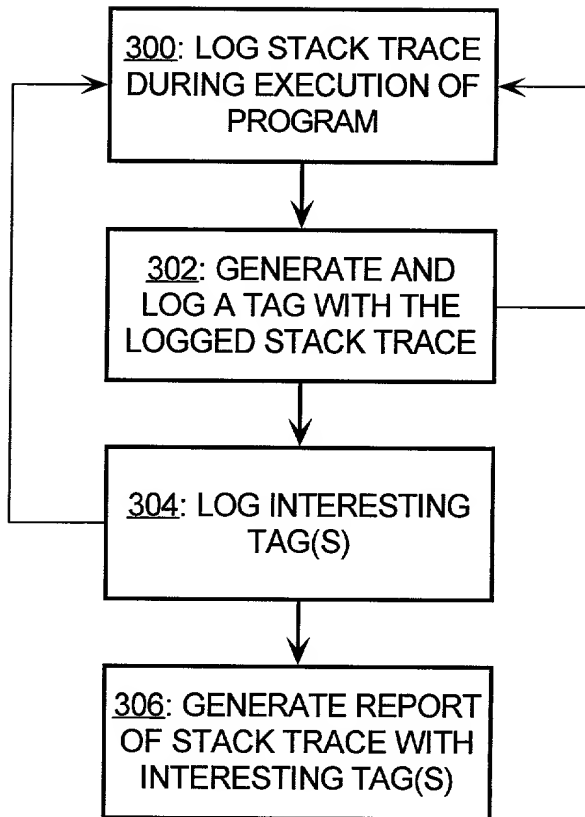 300: LOG STACK TRACE
DURING EXECUTION OF
PROGRAM
302: GENERATE AND
LOG A TAG WITH THE
LOGGED STACK TRACE
304: LOG INTERESTING
TAG(S)
306: GENERATE REPORT
OF STACK TRACE WITH
INTERESTING TAG(S)